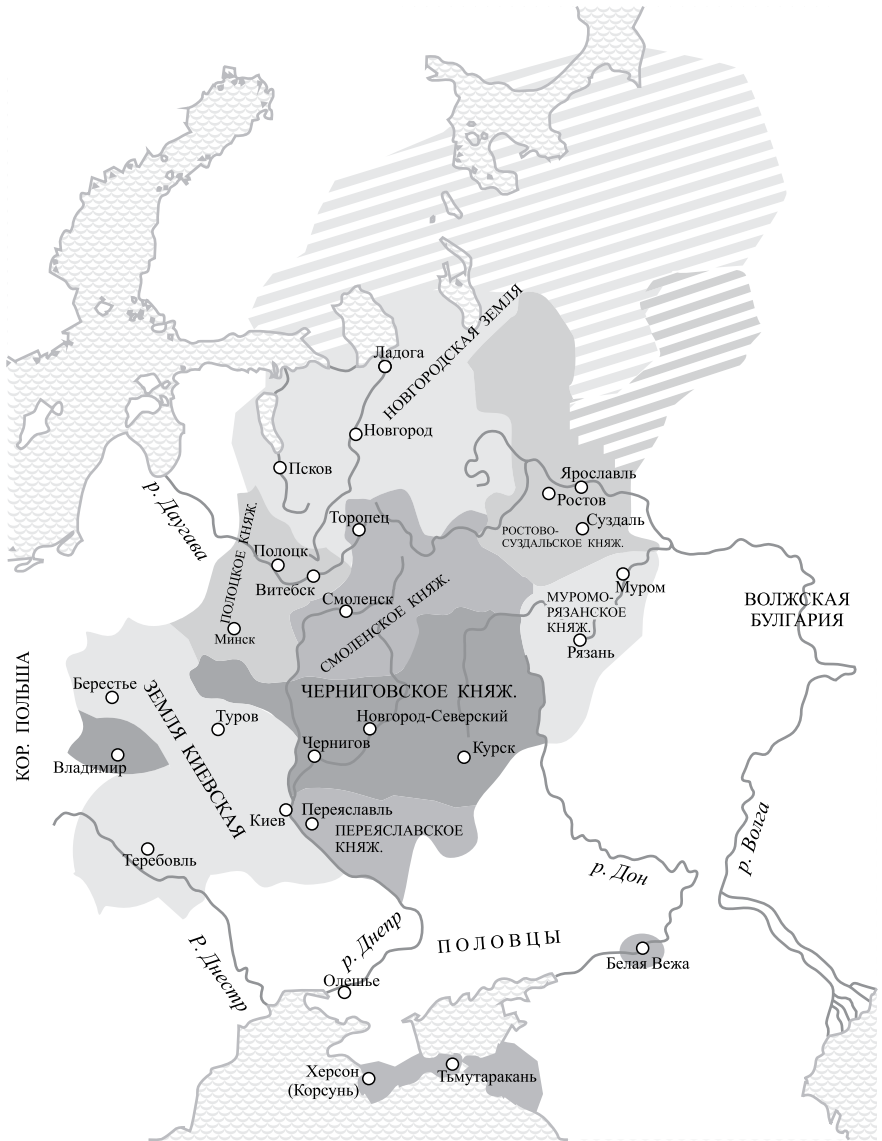 НОВГОРОДСКАЯ ЗЕМЛЯ
Ладога
Новгород
Псков
Ярославль
Ростов
Суздаль
РОСТОВО-
СУЗДАЛЬСКОЕ КНЯЖ.
р. Даугава
ПОЛОЦКОЕ КНЯЖ.
Торопец
Полоцк
Витебск
Смоленск
СМОЛЕНСКОЕ КНЯЖ.
Минск
Муром
МУРОМО-
РЯЗАНСКОЕ
КНЯЖ.
Рязань
ВОЛЖСКАЯ
БУЛГАРИЯ
КОР. ПОЛЬША
Берестье
ЗЕМЛЯ КИЕВСКАЯ
ЧЕРНИГОВСКОЕ КНЯЖ.
Туров
Новгород-Северский
Чернигов
Курск
Владимир
Киев
Переяславль
ПЕРЕЯСЛАВСКОЕ
КНЯЖ.
Теребовль
р. Волга
р. Дон
Р. Днестр
р. Днепр
ПОЛОВЦЫ
Белая Вежа
Олешье
Херсон
(Корсунь)
Тьмутаракань